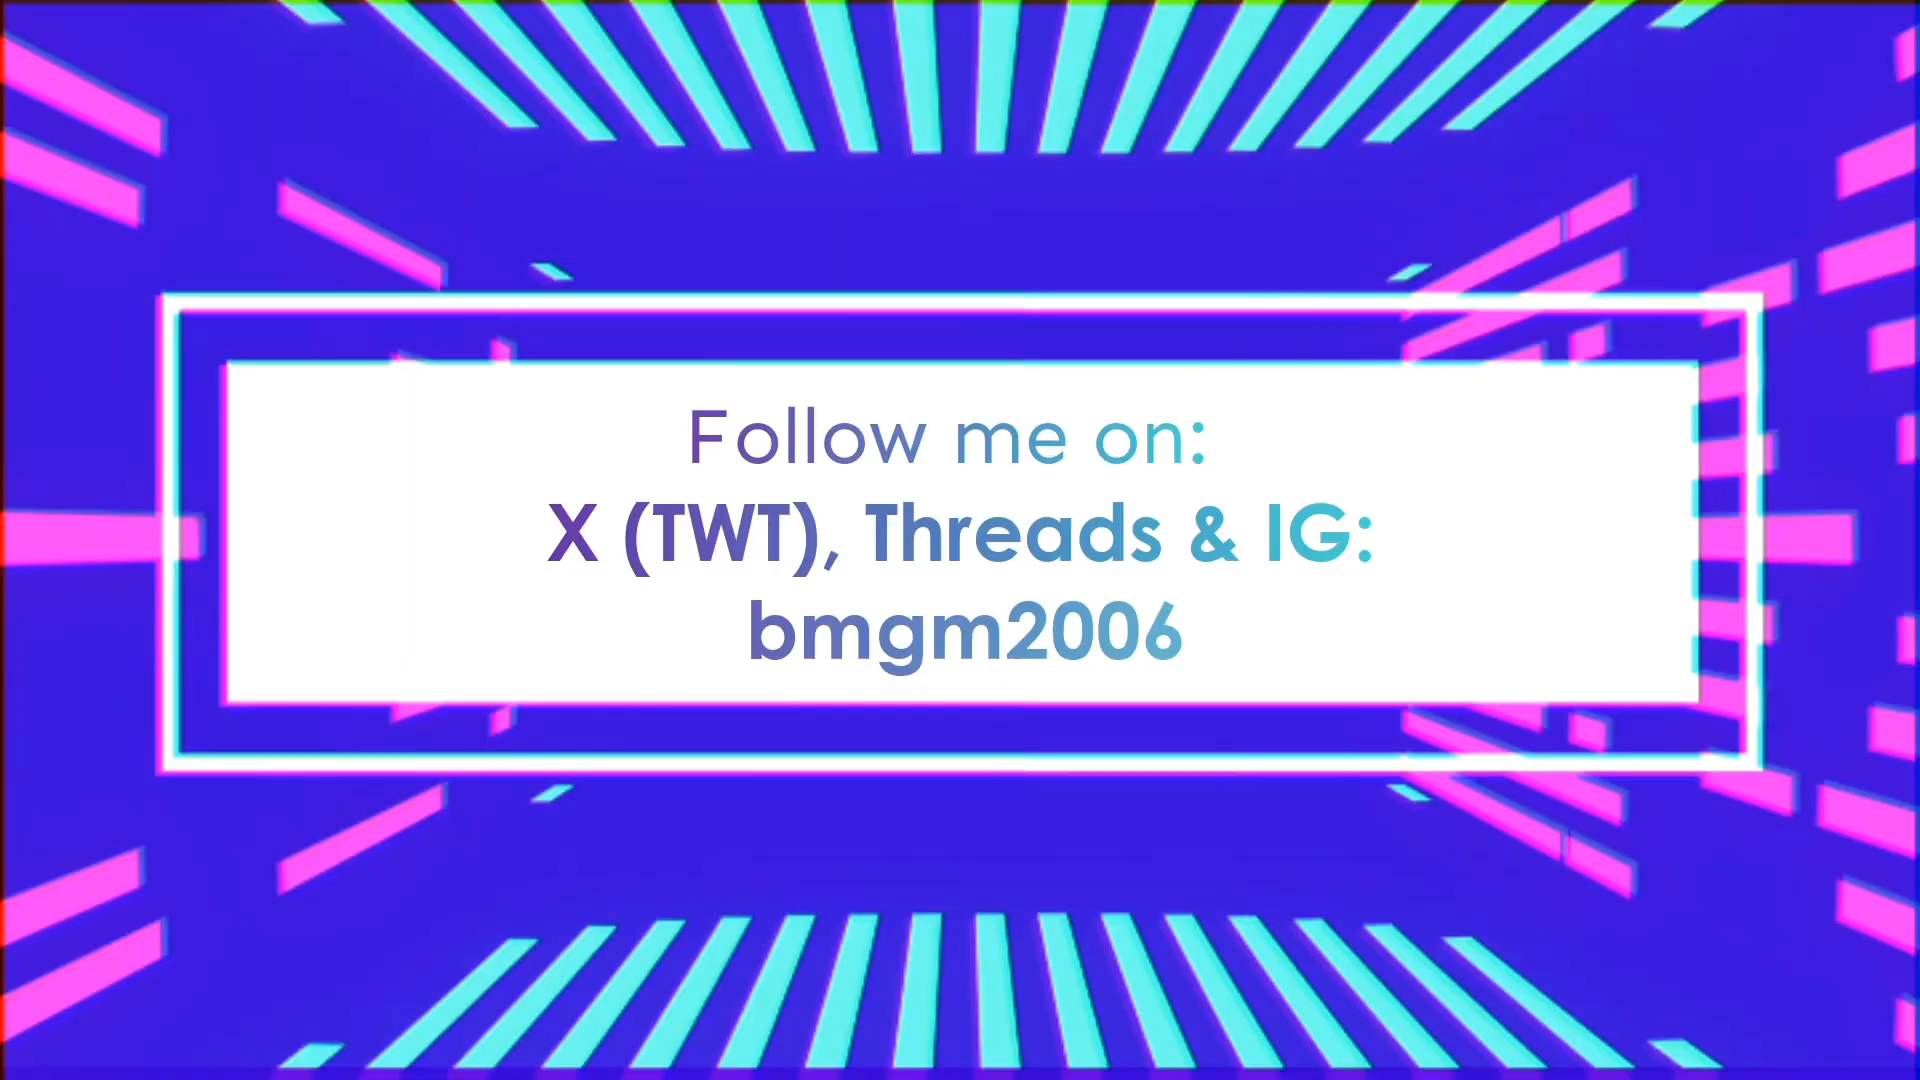 Follow me on:
X (TWT), Threads & IG:
bmgm2006